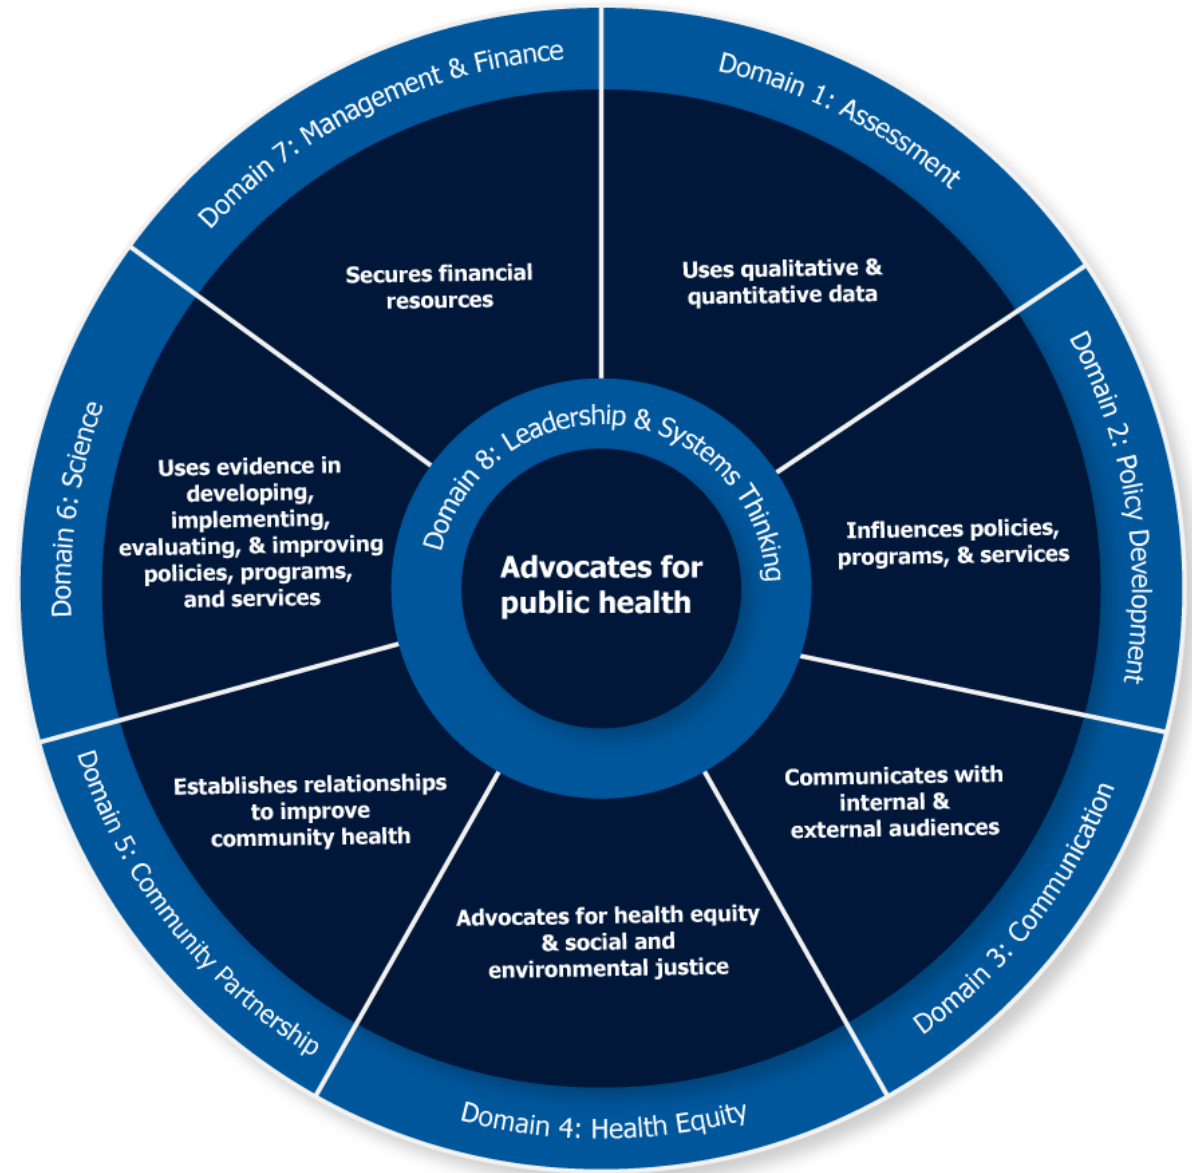 Domain 1: Assessment
Uses qualitative &
quantitative data
Domain 2: Policy Development
Influences policies,
programs, & services
Domain 3: Communication
Communicates with
internal &
external audiences
Domain 4: Health Equity
Advocates for health equity
& social and
environmental justice
Domain 5: Community Partnership
Establishes relationships
to improve
community health
Domain 6: Science
Uses evidence in
developing,
implementing,
evaluating, & improving
policies, programs,
and services
Domain 7: Management & Finance
Secures financial
resources
Domain 8: Leadership & Systems Thinking
Advocates for
public health